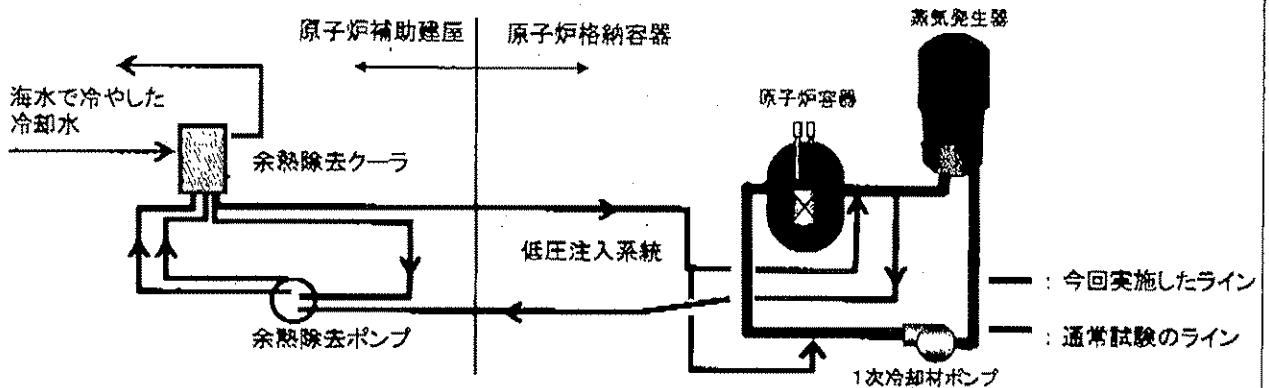 蒸気発生器
原子炉補助建屋
原子炉格納容器
海水で冷やした
冷却水
原子炉容器
余熱除去クーラ
低圧注入系統
：今回実施したライン
余熱除去ポンプ
：通常試験のライン
1次冷却材ポンプ